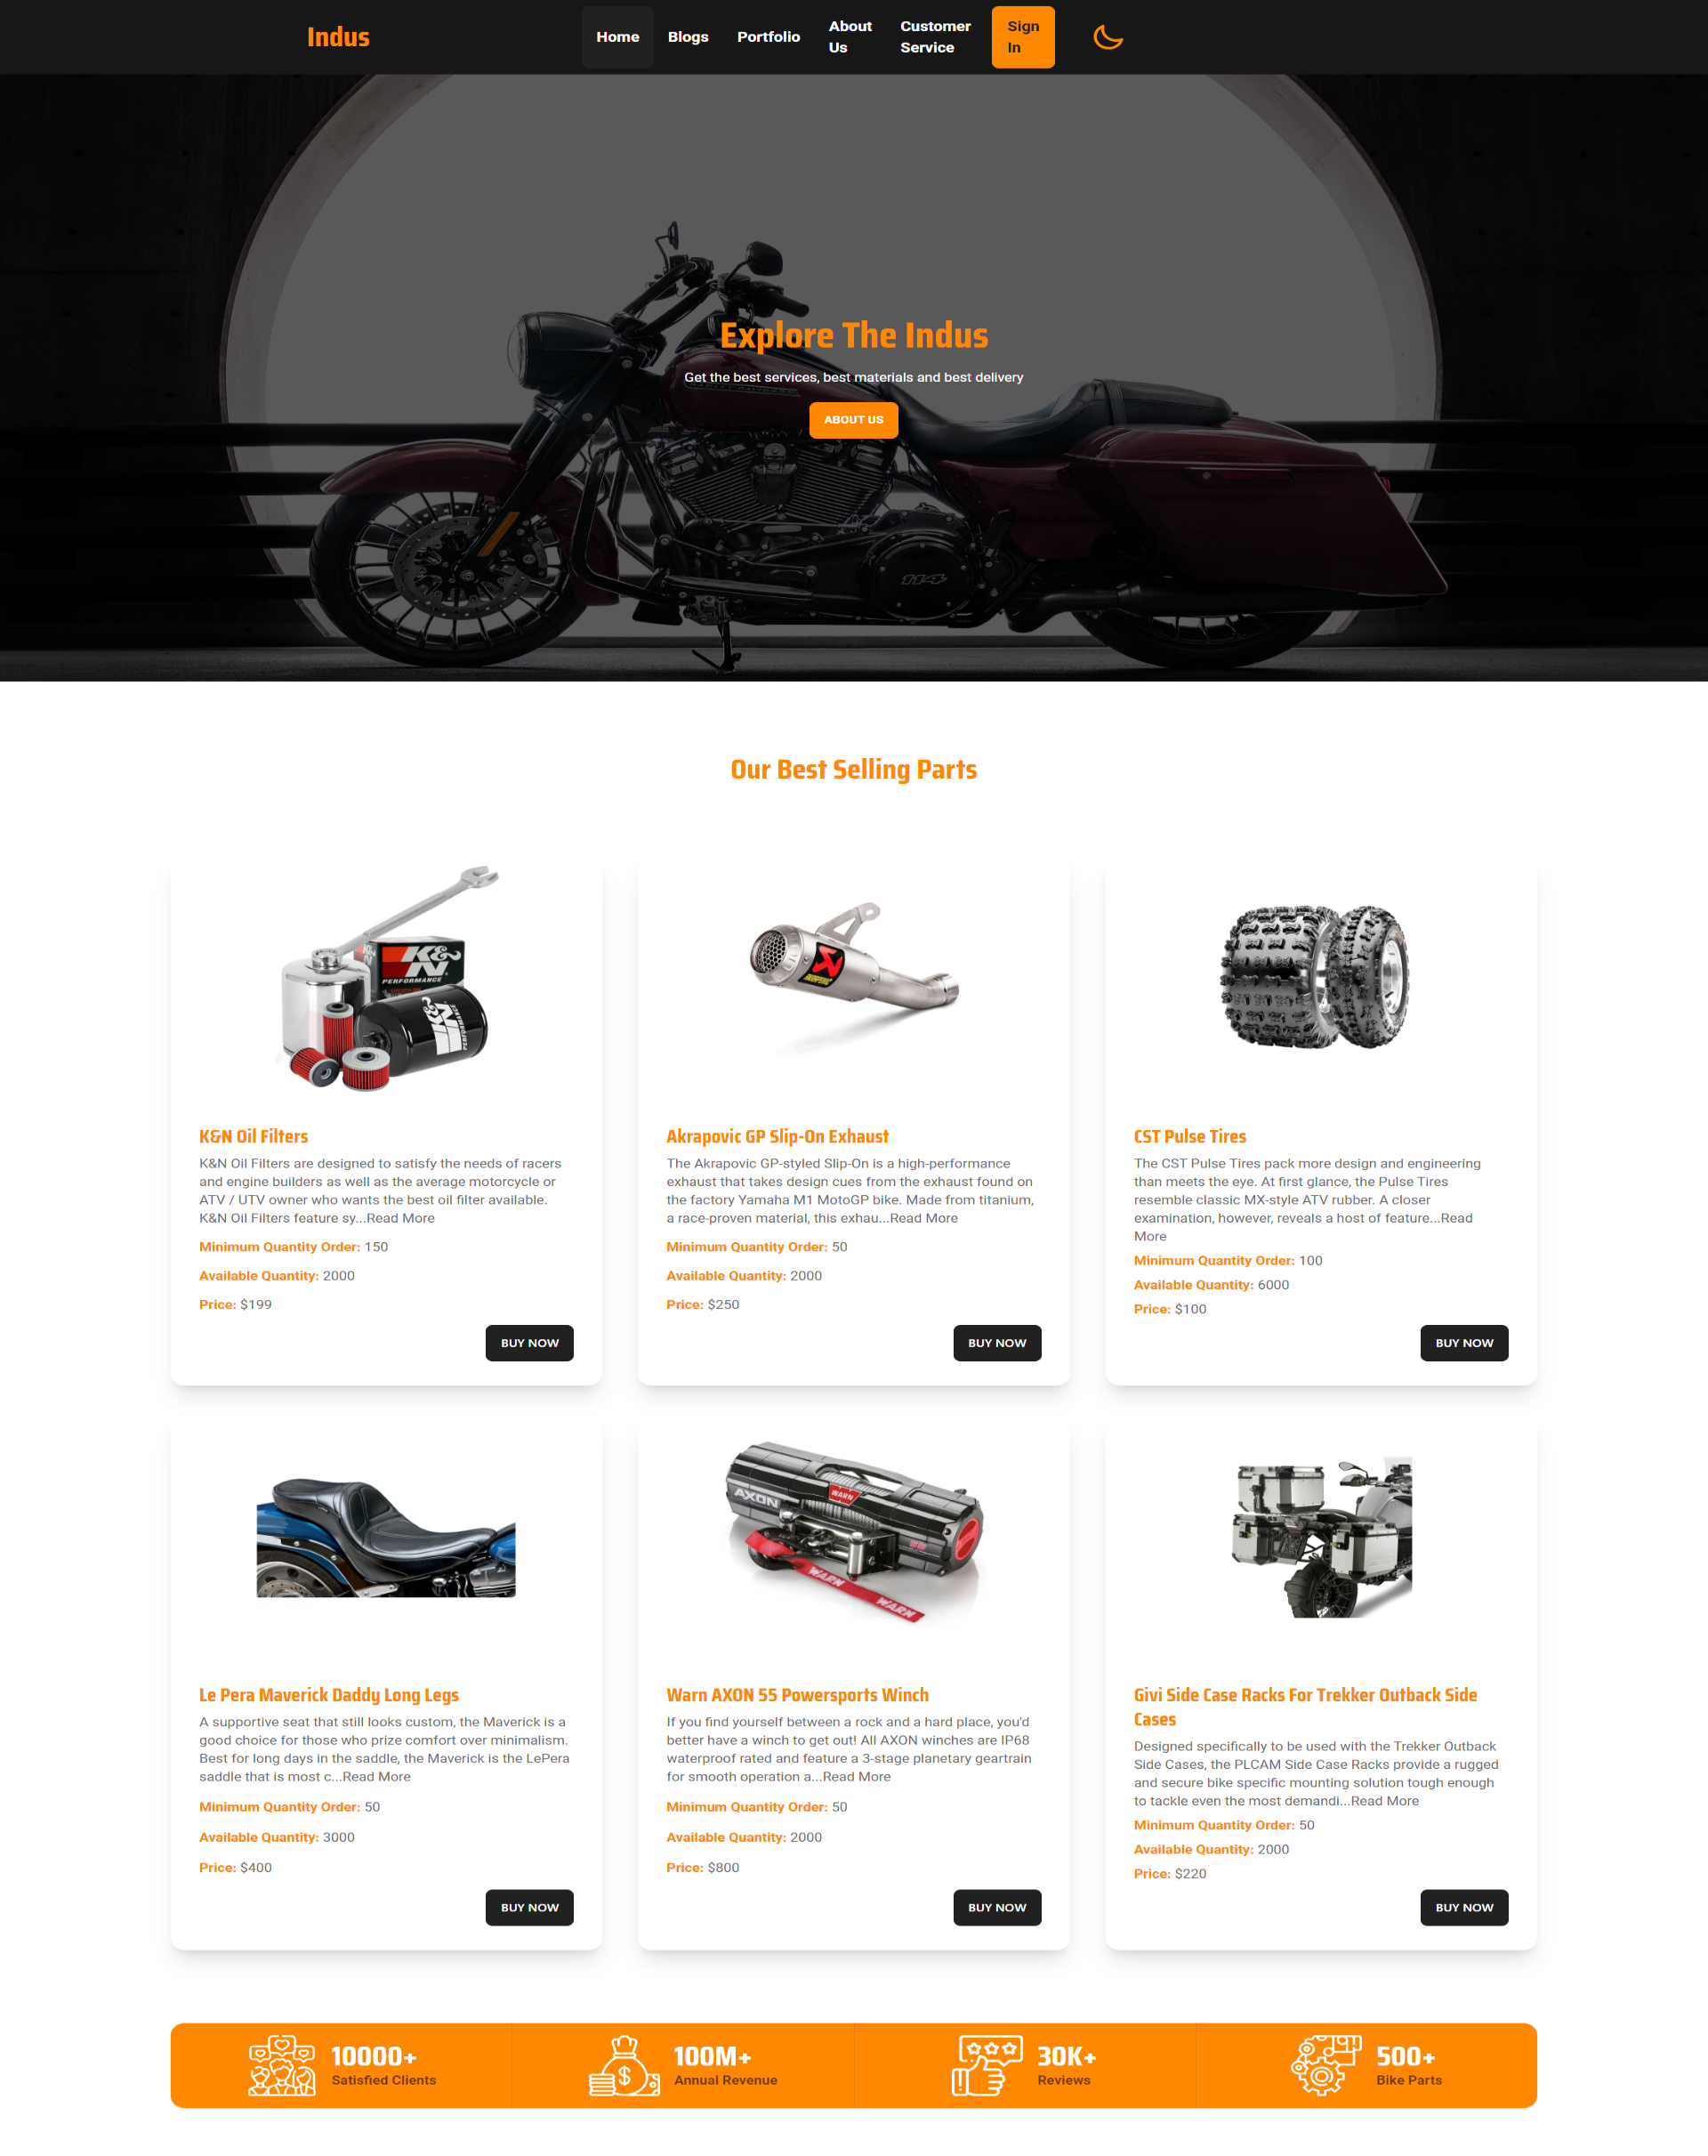 Indus
Home
Blogs
Portfolio
About
Us
Customer
Service
Sign
In
Explore The Indus
Get the best services, best materials and best delivery
ABOUT US
114
Our Best Selling Parts
K&N
PERFORMANCE
K&N
PERFORMANCE
AKRAPOVIC
K&N Oil Filters
K&N Oil Filters are designed to satisfy the needs of racers
and engine builders as well as the average motorcycle or
ATV / UTV owner who wants the best oil filter available.
K&N Oil Filters feature sy...Read More
Minimum Quantity Order: 150
Available Quantity: 2000
Price: $199
BUY NOW
Akrapovic GP Slip-On Exhaust
The Akrapovic GP-styled Slip-On is a high-performance
exhaust that takes design cues from the exhaust found on
the factory Yamaha M1 MotoGP bike. Made from titanium,
a race-proven material, this exhau...Read More
Minimum Quantity Order: 50
Available Quantity: 2000
Price: $250
BUY NOW
CST Pulse Tires
The CST Pulse Tires pack more design and engineering
than meets the eye. At first glance, the Pulse Tires
resemble classic MX-style ATV rubber. A closer
examination, however, reveals a host of feature...Read
More
Minimum Quantity Order: 100
Available Quantity: 6000
Price: $100
BUY NOW
AXON
WARN
WARN
WARN
Le Pera Maverick Daddy Long Legs
A supportive seat that still looks custom, the Maverick is a
good choice for those who prize comfort over minimalism.
Best for long days in the saddle, the Maverick is the LePera
saddle that is most c...Read More
Minimum Quantity Order: 50
Available Quantity: 3000
Price: $400
BUY NOW
Warn AXON 55 Powersports Winch
If you find yourself between a rock and a hard place, you'd
better have a winch to get out! All AXON winches are IP68
waterproof rated and feature a 3-stage planetary geartrain
for smooth operation a...Read More
Minimum Quantity Order: 50
Available Quantity: 2000
Price: $800
BUY NOW
Givi Side Case Racks For Trekker Outback Side
Cases
Designed specifically to be used with the Trekker Outback
Side Cases, the PLCAM Side Case Racks provide a rugged
and secure bike specific mounting solution tough enough
to tackle even the most demandi...Read More
Minimum Quantity Order: 50
Available Quantity: 2000
Price: $220
BUY NOW
10000+
Satisfied Clients
100M+
Annual Revenue
30K+
Reviews
500+
Bike Parts